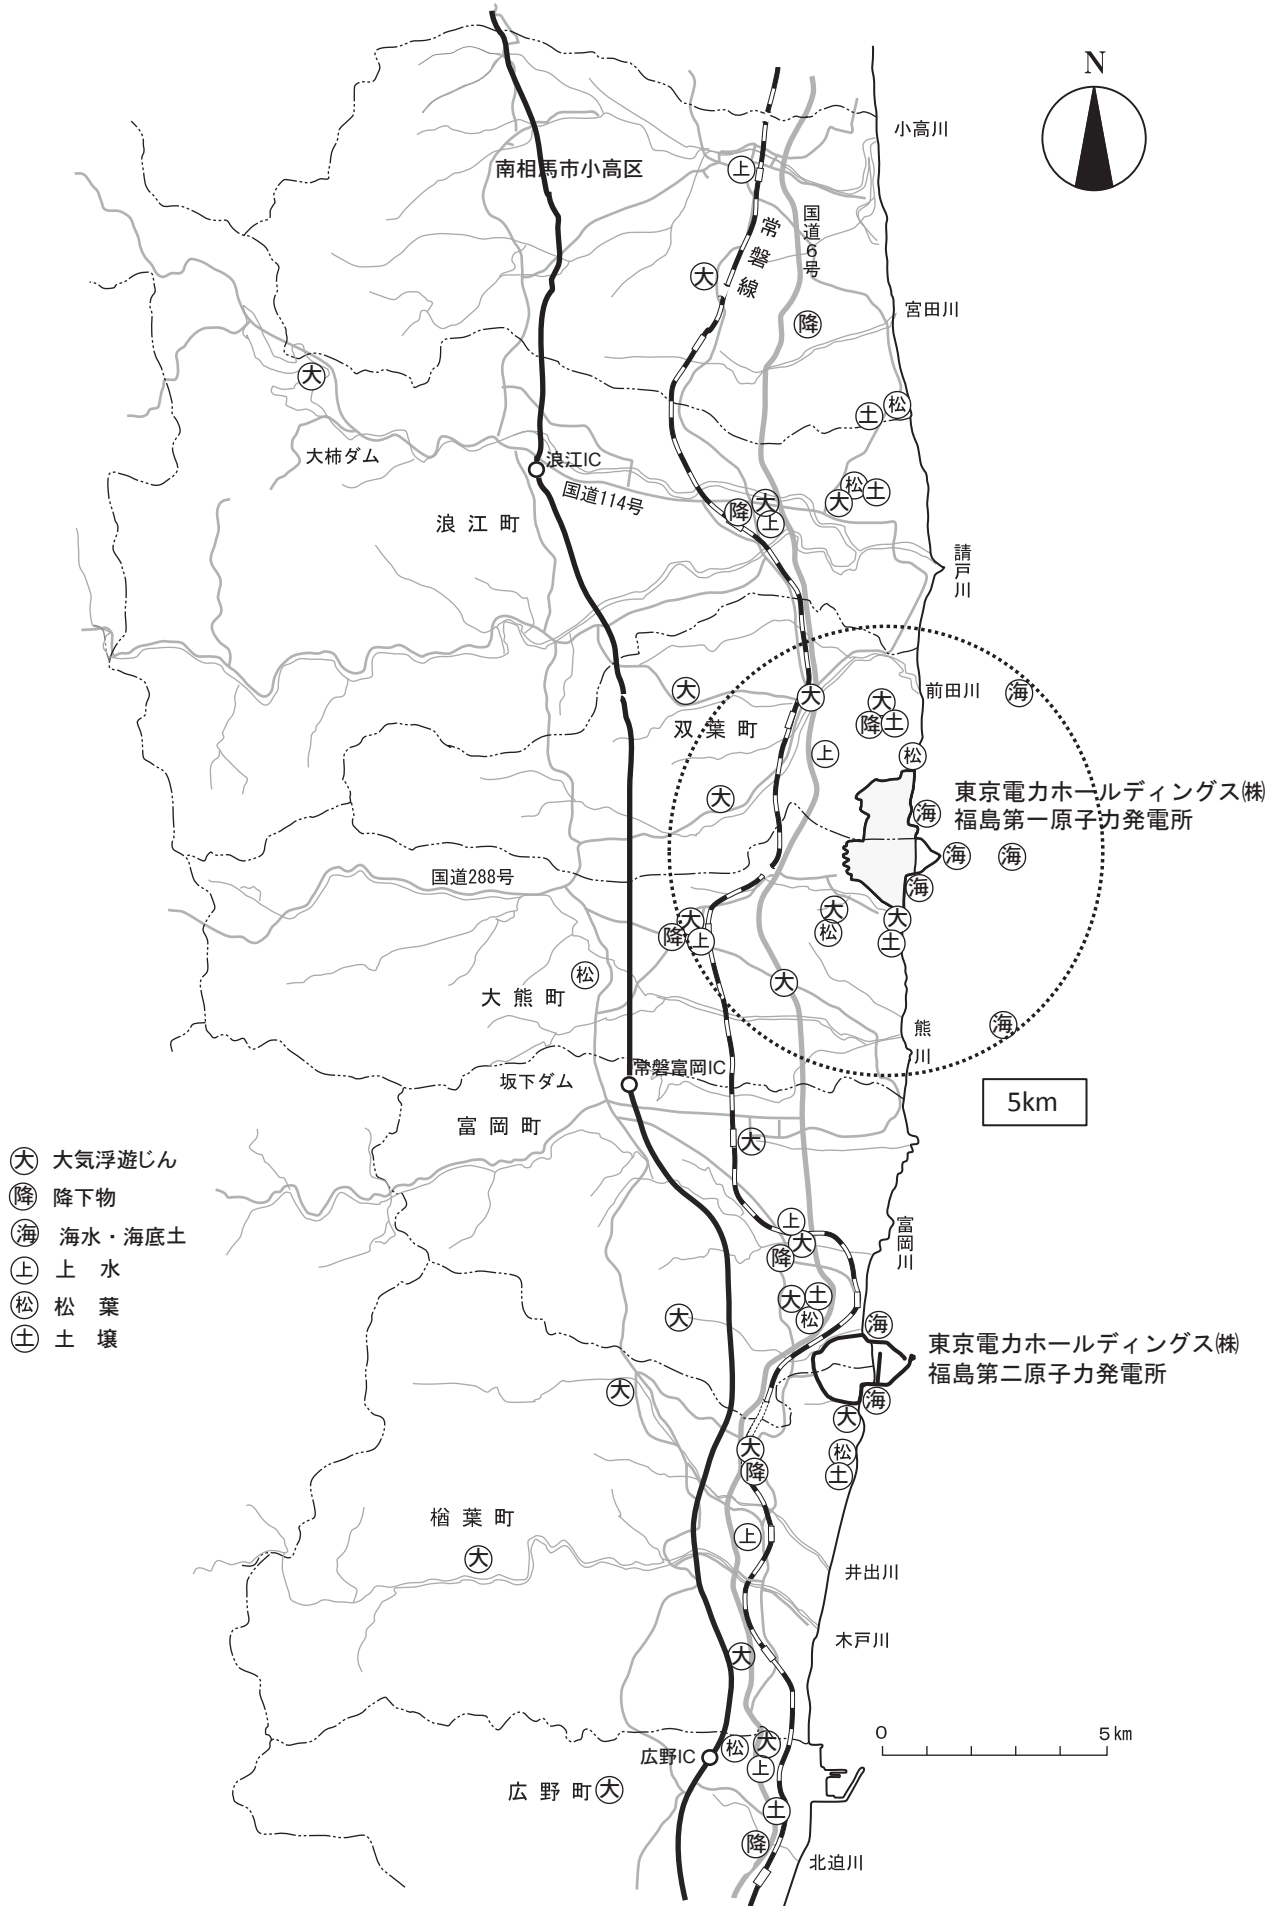 N
小高川
南相馬市小高区
上
国道6号
常磐線
大
宮田川
降
大
松
土
大柿ダム
浪江IC
国道114号
松
土
大
大
降
上
浪江町
請戸川
前田川
海
大
大
大
降
土
双葉町
上
松
大
東京電力ホールディングス㈱
福島第一原子力発電所
海
海
海
海
国道288号
大
松
大
土
大
降
上
松
大
大熊町
海
熊川
常磐富岡IC
坂下ダム
5km
富岡町
大
大 大気浮遊じん
降 降下物
海 海水・海底土
上 上水
松 松葉
土 土壌
上
大
降
富岡川
大
土
松
大
海
東京電力ホールディングス㈱
福島第二原子力発電所
大
海
大
松
土
大
降
楢葉町
上
大
井出川
木戸川
大
0
5km
広野IC
松
大
上
広野町
大
土
降
北迫川